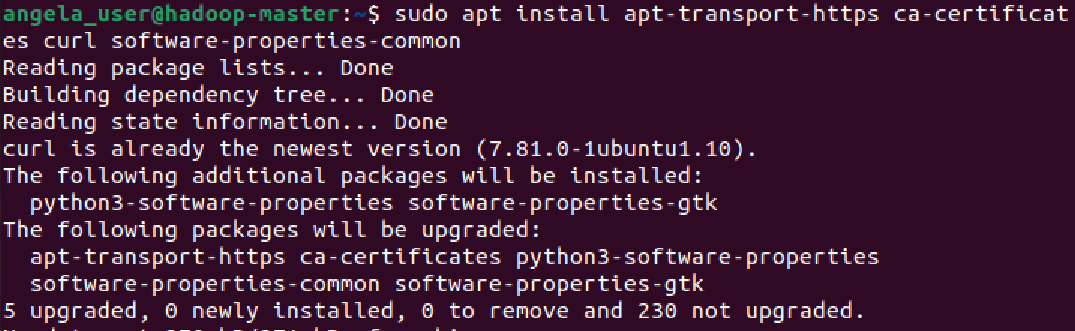 angela_user@hadoop-master:~$ sudo apt install apt-transport-https ca-certificat
es curl software-properties-common
Reading package lists... Done
Building dependency tree... Done
Reading state information... Done
curl is already the newest version (7.81.0-1ubuntu1.10).
The following additional packages will be installed:
  python3-software-properties software-properties-gtk
The following packages will be upgraded:
  apt-transport-https ca-certificates python3-software-properties
  software-properties-common software-properties-gtk
5 upgraded, 0 newly installed, 0 to remove and 230 not upgraded.